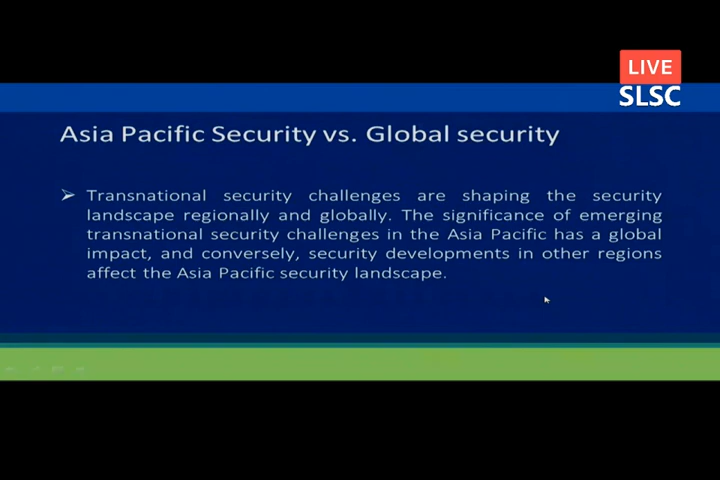 LIVE
SLSC
Asia Pacific Security vs. Global security
➢ Transnational security challenges are shaping the security
landscape regionally and globally. The significance of emerging
transnational security challenges in the Asia Pacific has a global
impact, and conversely, security developments in other regions
affect the Asia Pacific security landscape.